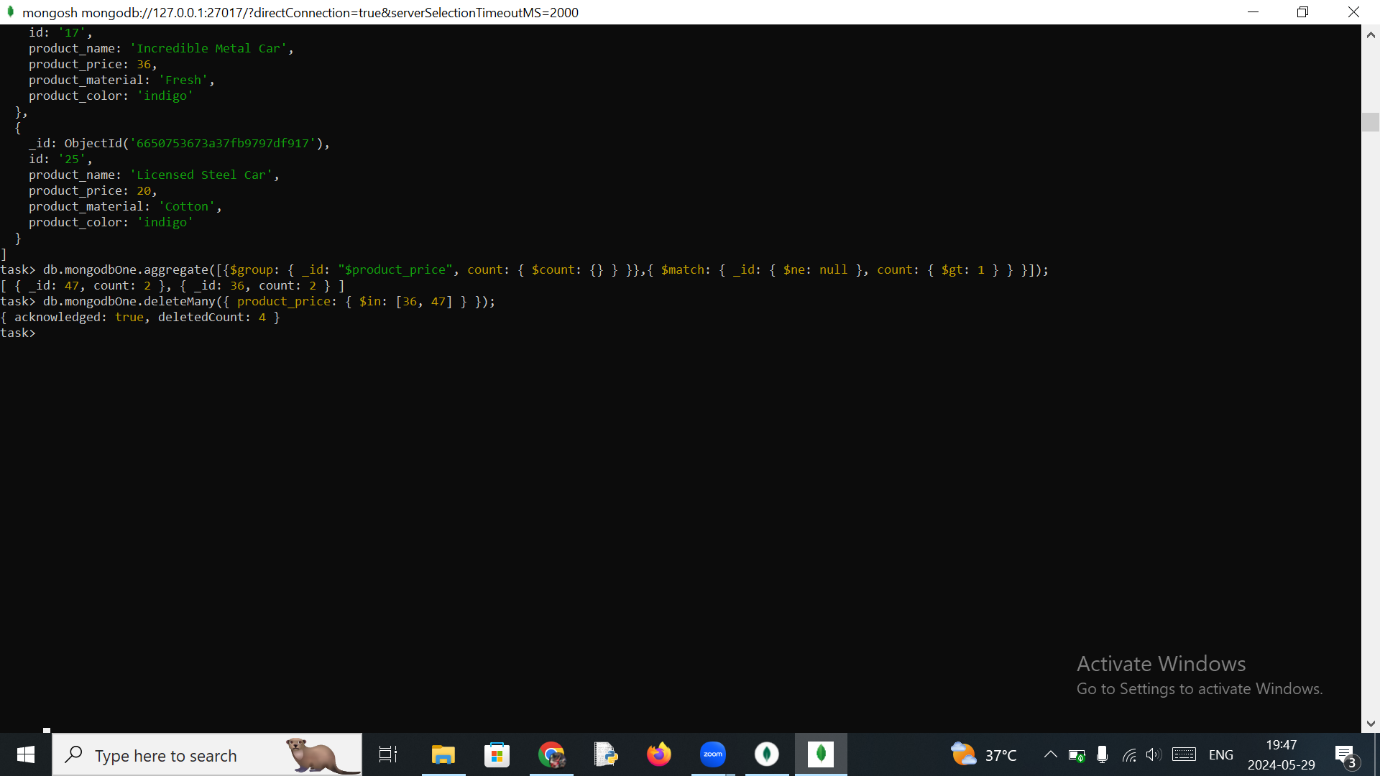 mongosh mongodb://127.0.0.1:27017/?directConnection=true&serverSelectionTimeoutMS=2000
id: '17',
product_name: 'Incredible Metal Car',
product_price: 36,
product_material: 'Fresh',
product_color: 'indigo'
},
{
_id: ObjectId('6650753673a37fb9797df917'),
id: '25',
product_name: 'Licensed Steel Car',
product_price: 20,
product_material: 'Cotton',
product_color: 'indigo'
}
]
task> db.mongodbOne.aggregate([{$group: { _id: "$product_price", count: { $count: {} } }},{ $match: { _id: { $ne: null }, count: { $gt: 1 } } }]);
[ { _id: 47, count: 2 }, { _id: 36, count: 2 } ]
task> db.mongodbOne.deleteMany({ product_price: { $in: [36, 47] } });
{ acknowledged: true, deletedCount: 4 }
task>
Activate Windows
Go to Settings to activate Windows.
Type here to search
zoom
37°C
ENG
19:47
2024-05-29
3